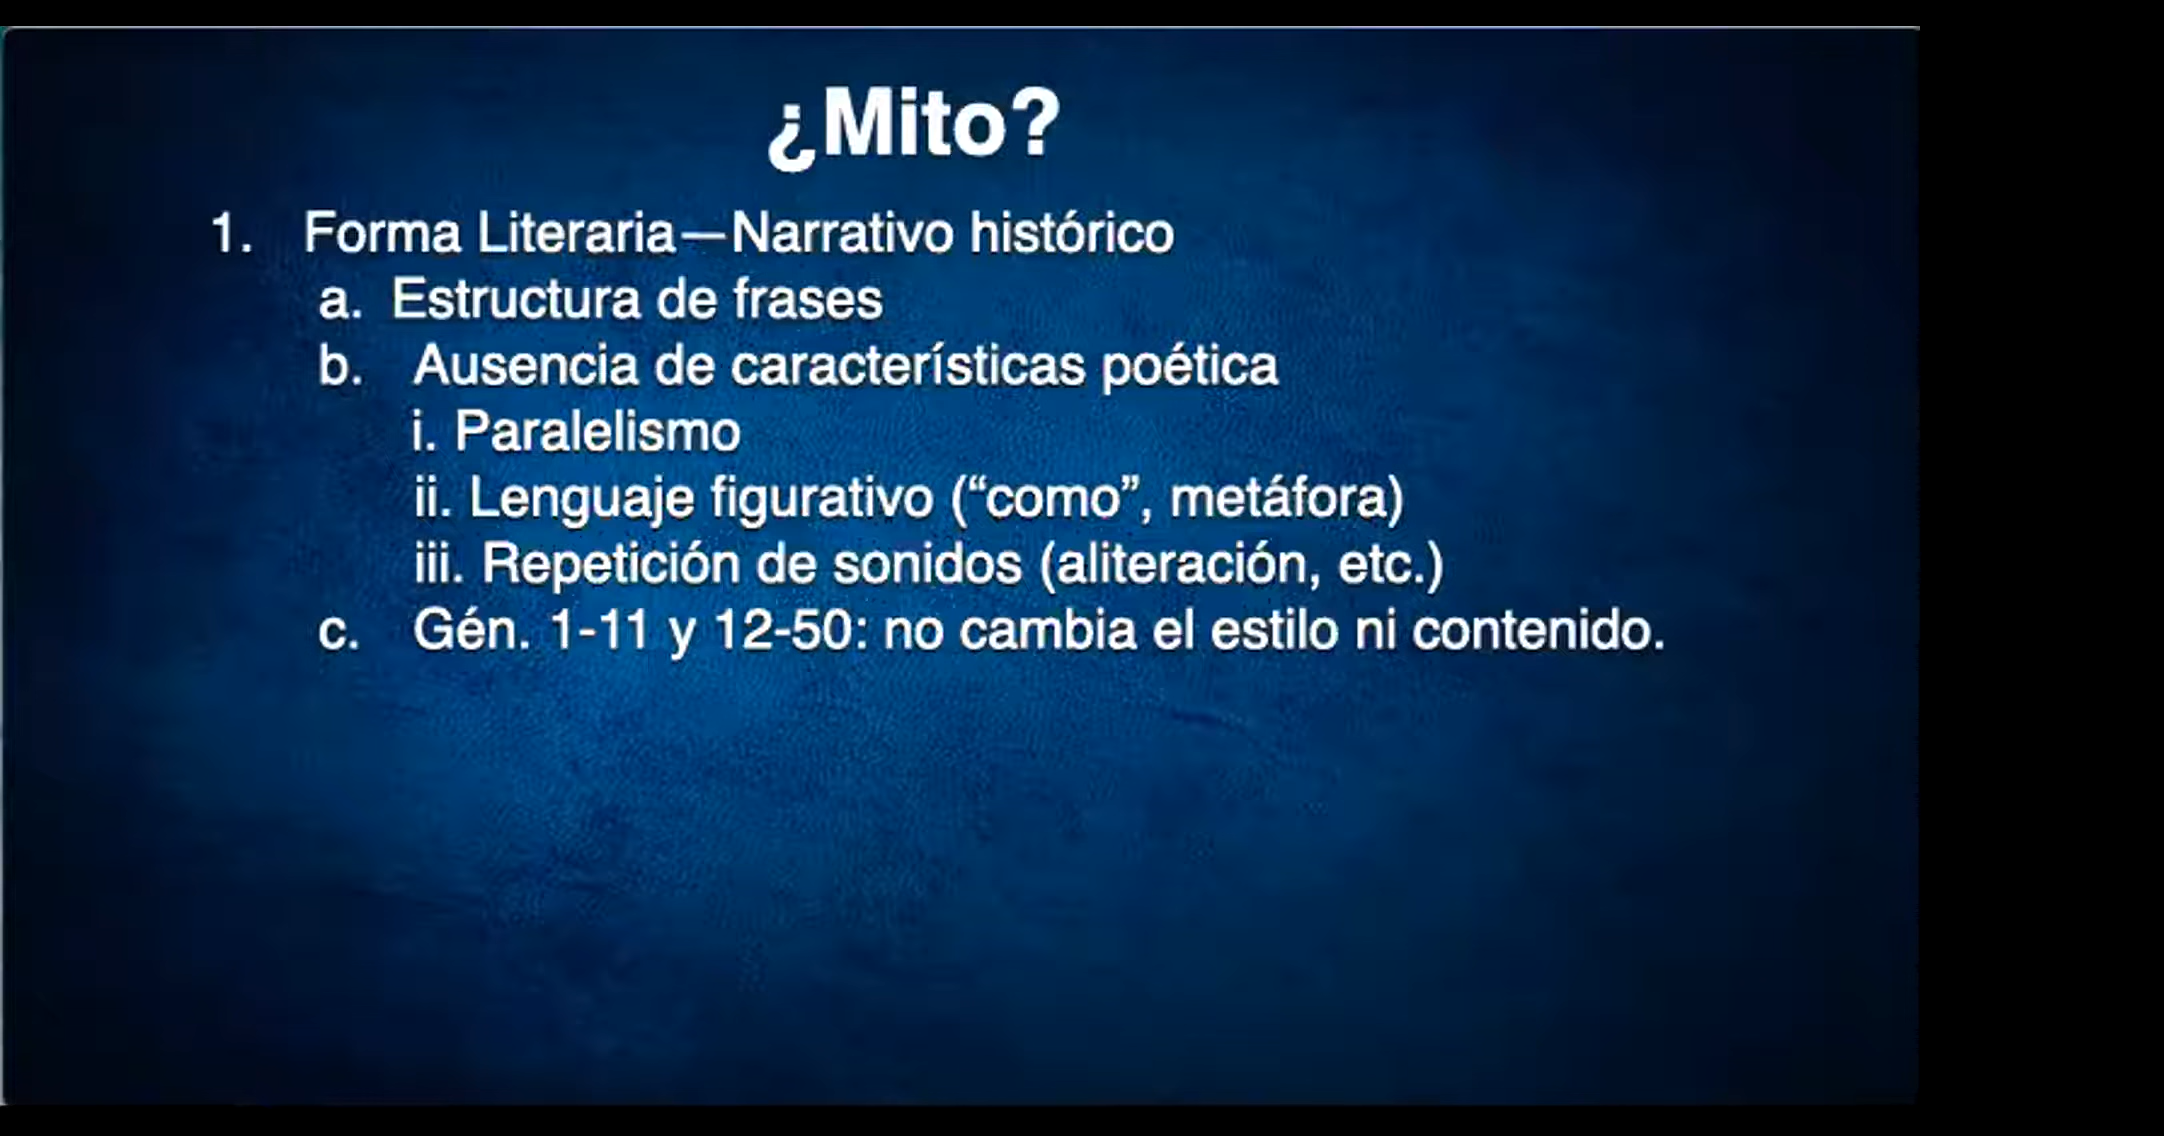 ¿Mito?
1. Forma Literaria—Narrativo histórico
a. Estructura de frases
b. Ausencia de características poética
i. Paralelismo
ii. Lenguaje figurativo (“como”, metáfora)
iii. Repetición de sonidos (aliteración, etc.)
c. Gén. 1-11 y 12-50: no cambia el estilo ni contenido.